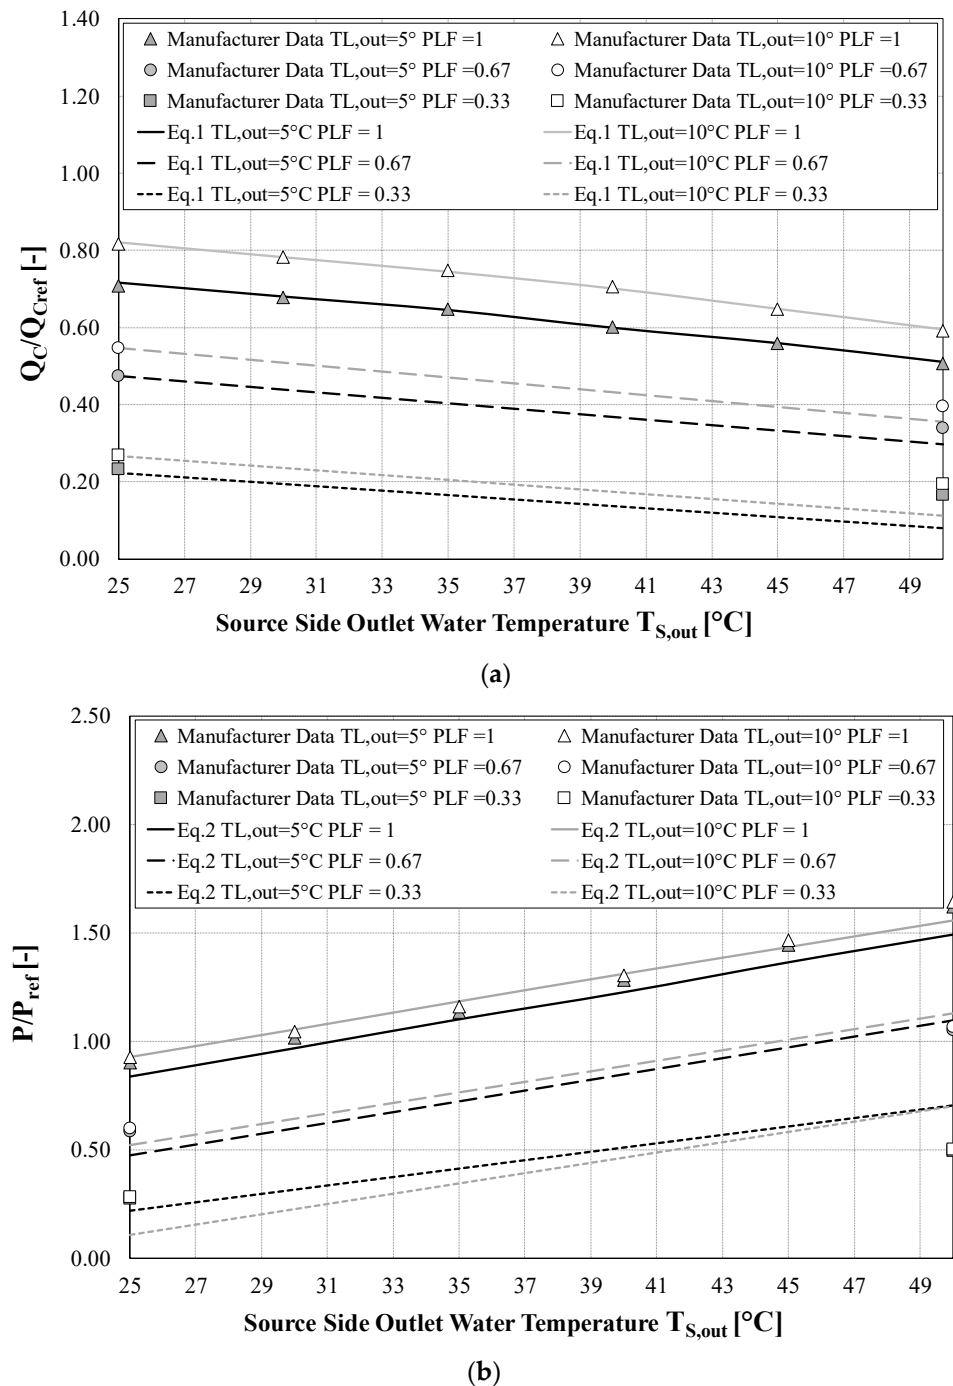 1.40
1.20
1.00
0.80
0.60
0.40
0.20
0.00
Q_C/Q_Cref [-]
Manufacturer Data TL,out=5° PLF =1
Manufacturer Data TL,out=10° PLF =1
Manufacturer Data TL,out=5° PLF =0.67
Manufacturer Data TL,out=10° PLF =0.67
Manufacturer Data TL,out=5° PLF =0.33
Manufacturer Data TL,out=10° PLF =0.33
Eq.1 TL,out=5°C PLF = 1
Eq.1 TL,out=10°C PLF = 1
Eq.1 TL,out=5°C PLF = 0.67
Eq.1 TL,out=10°C PLF = 0.67
Eq.1 TL,out=5°C PLF = 0.33
Eq.1 TL,out=10°C PLF = 0.33
25 27 29 31 33 35 37 39 41 43 45 47 49
Source Side Outlet Water Temperature T_S,out [°C]
(a)
2.50
2.00
1.50
1.00
0.50
0.00
P/P_ref [-]
Manufacturer Data TL,out=5° PLF =1
Manufacturer Data TL,out=10° PLF =1
Manufacturer Data TL,out=5° PLF =0.67
Manufacturer Data TL,out=10° PLF =0.67
Manufacturer Data TL,out=5° PLF =0.33
Manufacturer Data TL,out=10° PLF =0.33
Eq.2 TL,out=5°C PLF = 1
Eq.2 TL,out=10°C PLF = 1
Eq.2 TL,out=5°C PLF = 0.67
Eq.2 TL,out=10°C PLF = 0.67
Eq.2 TL,out=5°C PLF = 0.33
Eq.2 TL,out=10°C PLF = 0.33
25 27 29 31 33 35 37 39 41 43 45 47 49
Source Side Outlet Water Temperature T_S,out [°C]
(b)